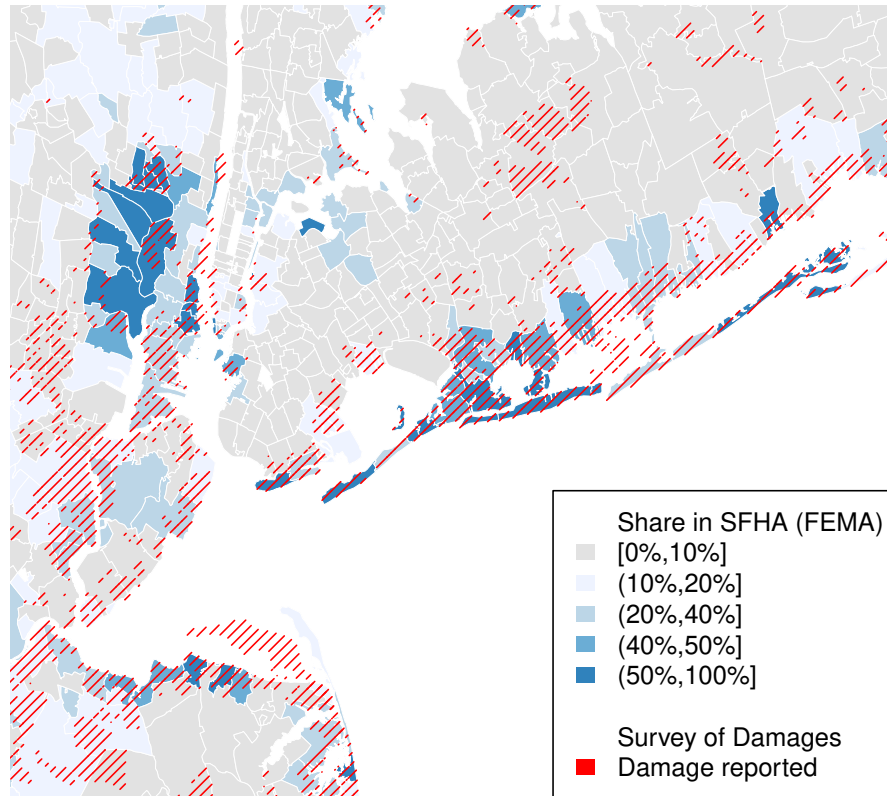 Share in SFHA (FEMA)
[0%,10%]
(10%,20%]
(20%,40%]
(40%,50%]
(50%,100%]
Survey of Damages
Damage reported